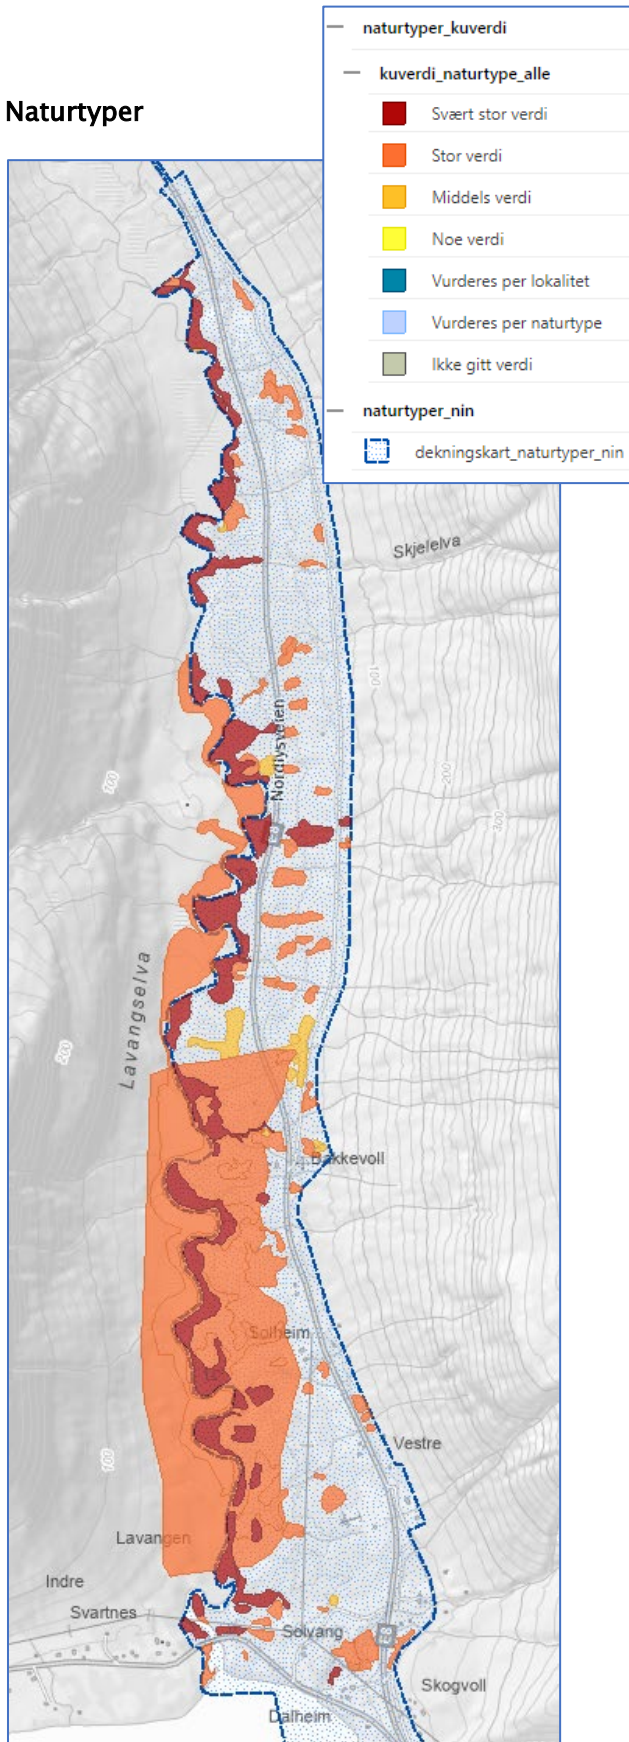 naturtyper_kuverdi
kuverdi_naturtype_alle
Naturtyper
Svært stor verdi
Stor verdi
Middels verdi
Noe verdi
Vurderes per lokalitet
Vurderes per naturtype
Ikke gitt verdi
naturtyper_nin
dekningskart_naturtyper_nin
Skjelelva
100
Nordlysveien
200
100
300
Lavangselva
200
Bakkevoll
Solheim
Vestre
100
Lavangen
Indre
Svartnes
Solvang
Skogvoll
Dalheim